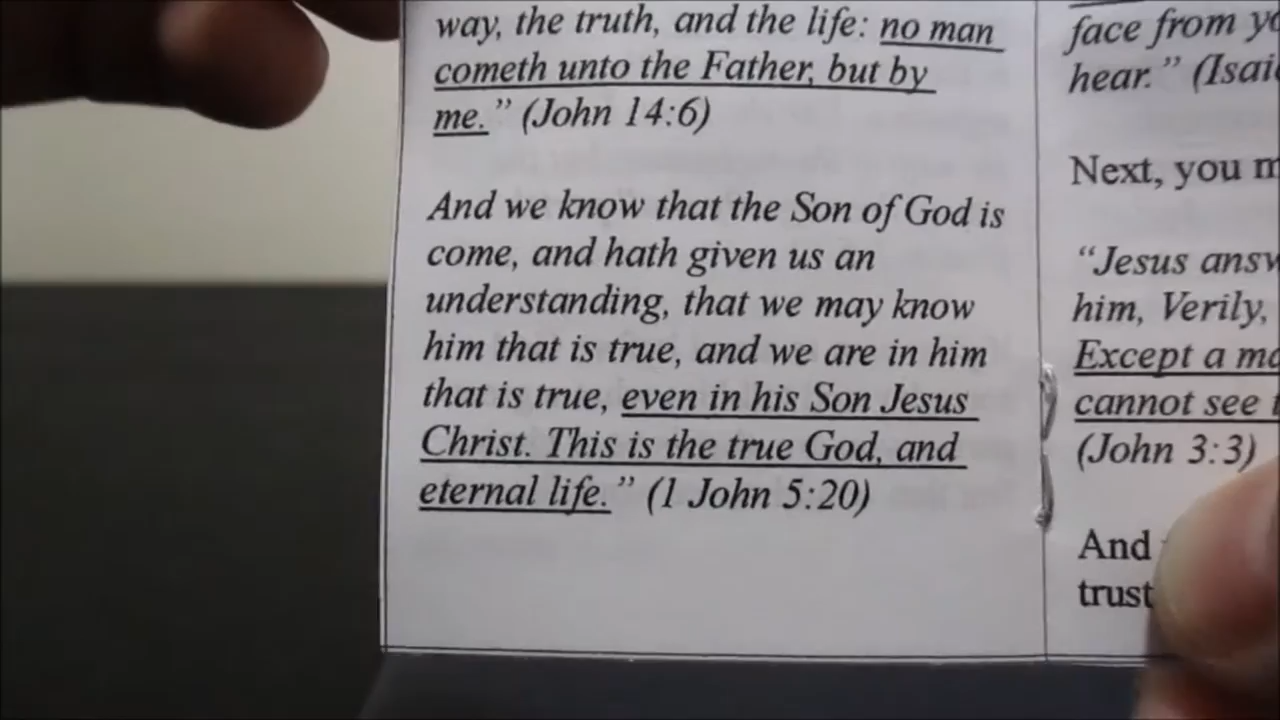 way, the truth, and the life: no man
cometh unto the Father, but by
me.” (John 14:6)
And we know that the Son of God is
come, and hath given us an
understanding, that we may know
him that is true, and we are in him
that is true, even in his Son Jesus
Christ. This is the true God, and
eternal life.” (1 John 5:20)
face from
hear.”
Next, you
“Jesus
him, Verily,
Except a
cannot see
(John 3:3)
And
trust